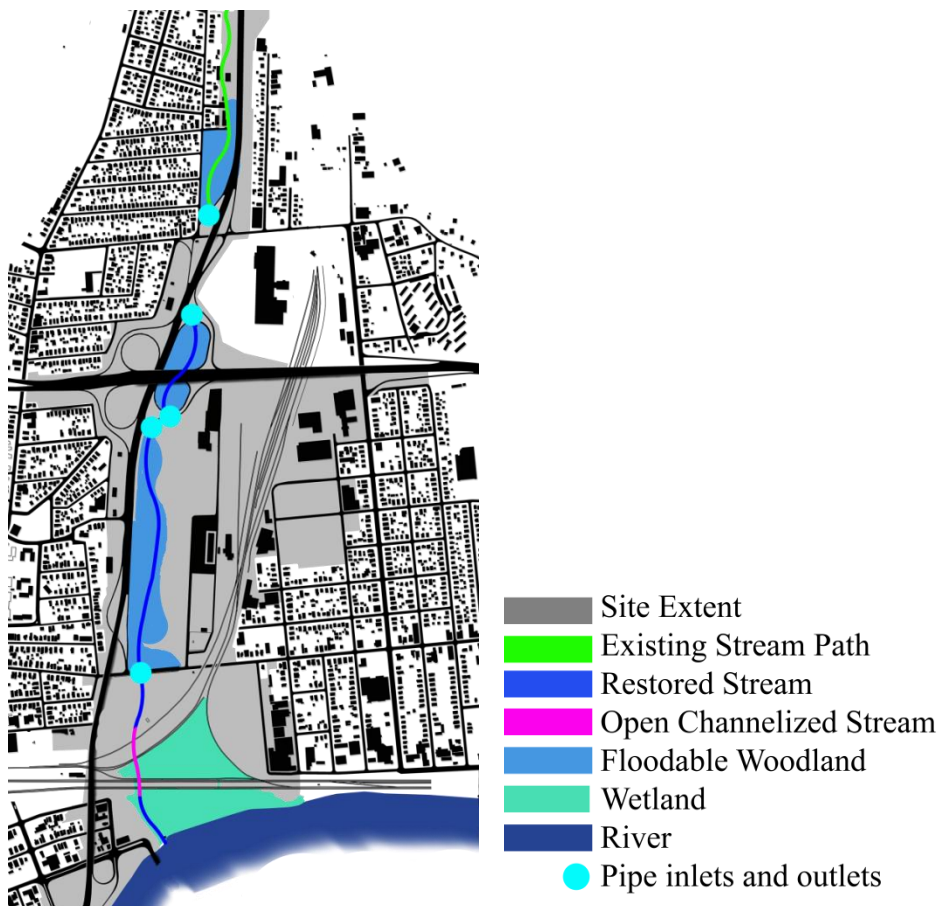 Site Extent
Existing Stream Path
Restored Stream
Open Channelized Stream
Floodable Woodland
Wetland
River
Pipe inlets and outlets